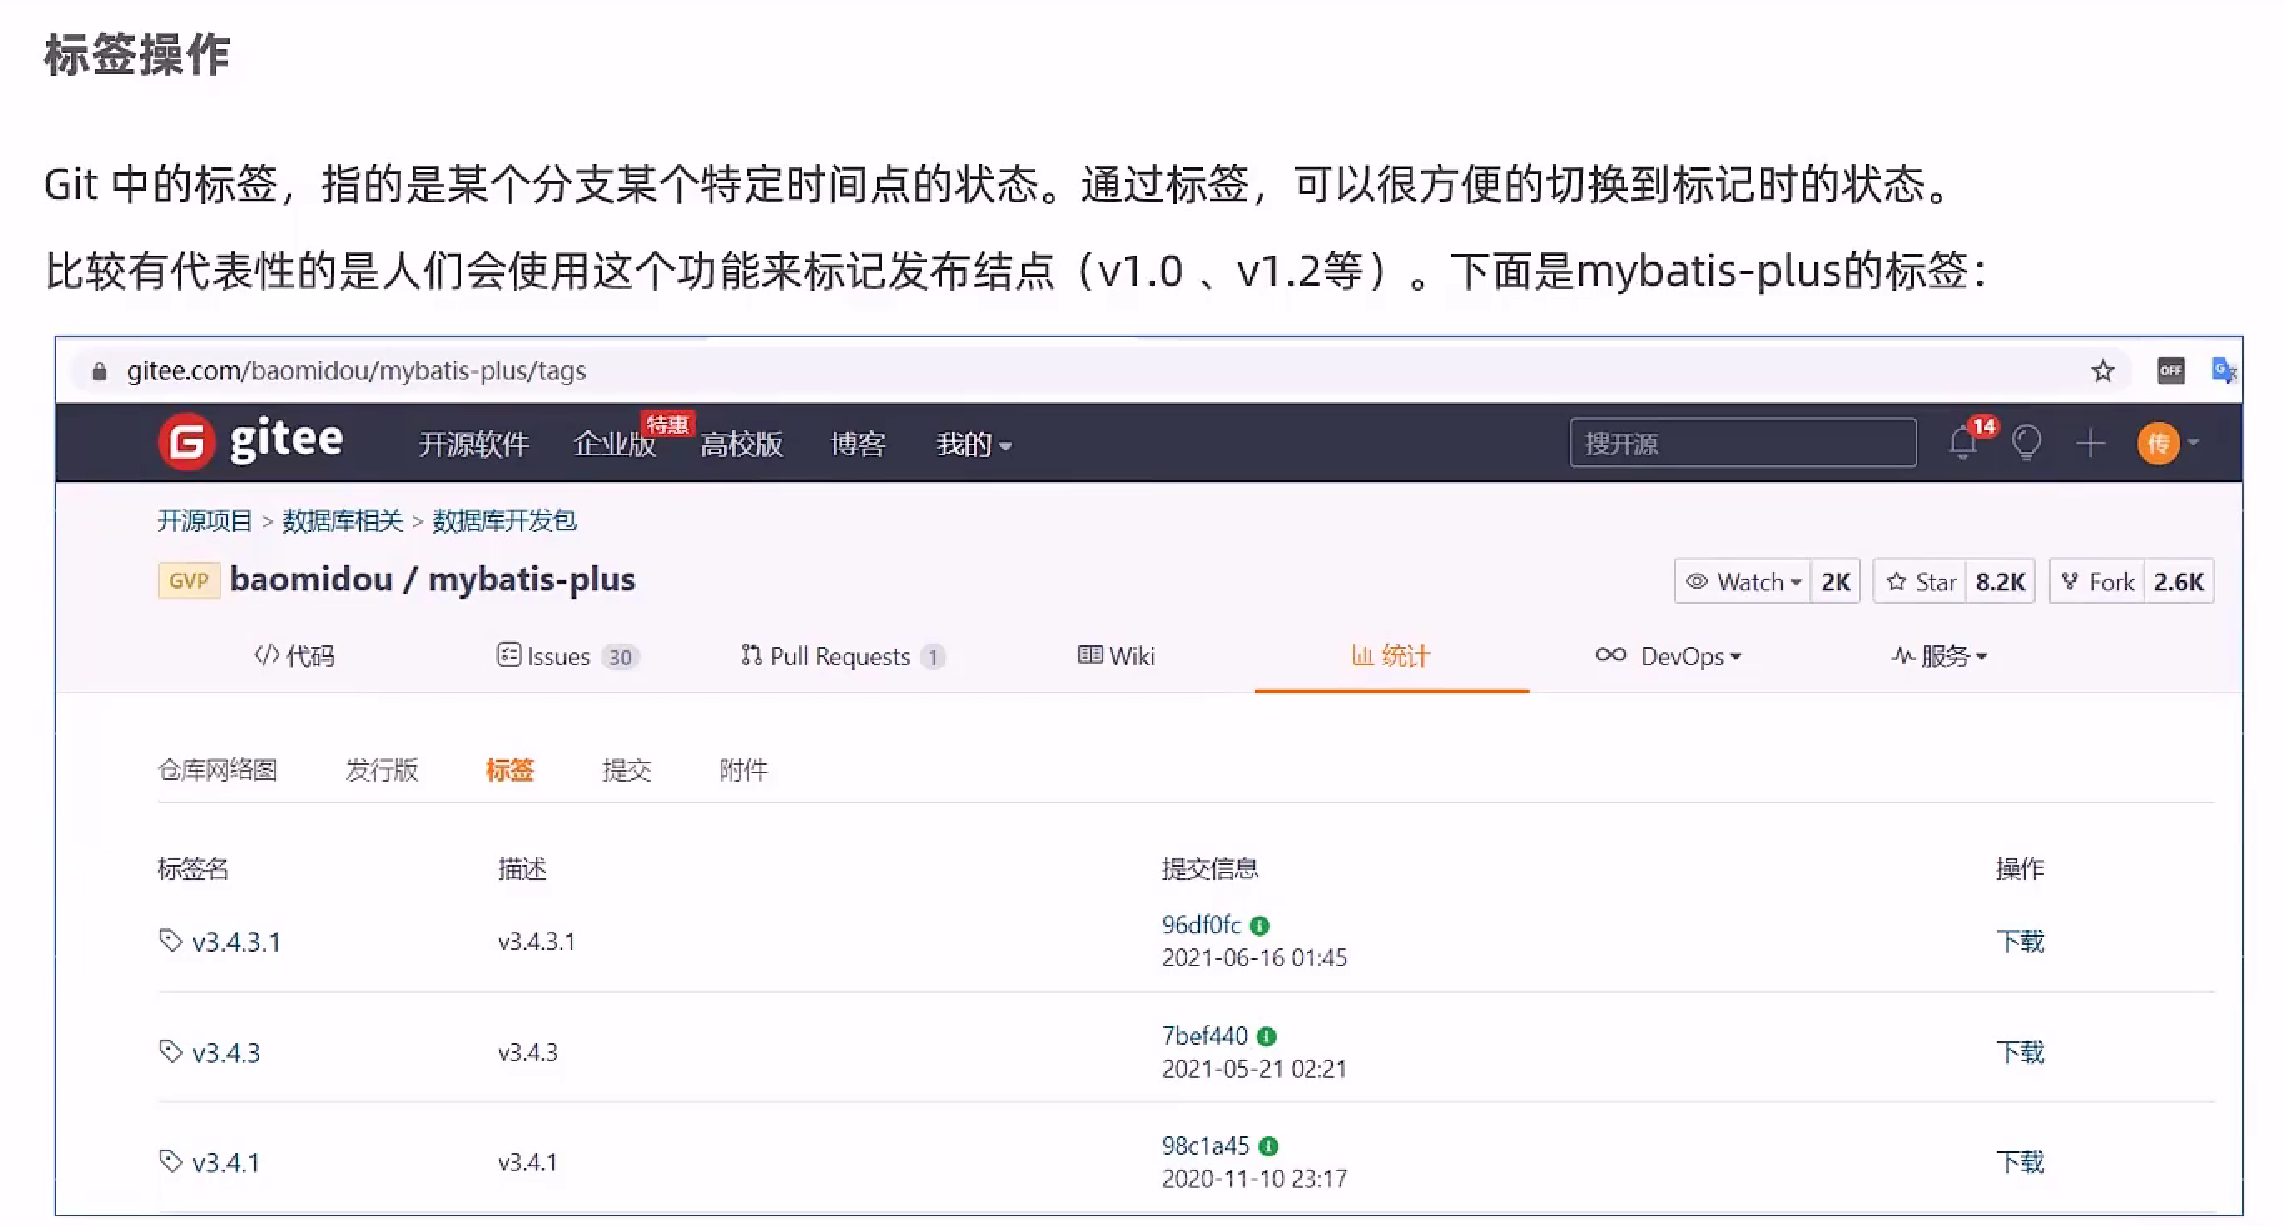 标签操作
Git 中的标签，指的是某个分支某个特定时间点的状态。通过标签，可以很方便的切换到标记时的状态。
比较有代表性的是人们会使用这个功能来标记发布结点（v1.0 、v1.2等）。下面是mybatis-plus的标签：
gitee.com/baomidou/mybatis-plus/tags OFF G
G gitee 开源软件 企业版 特惠 高校版 博客 我的 搜开源 14 传
开源项目 > 数据库相关 > 数据库开发包
GVP baomidou / mybatis-plus Watch 2K Star 8.2K Fork 2.6K
代码 Issues 30 Pull Requests 1 Wiki 统计 DevOps 服务
仓库网络图 发行版 标签 提交 附件
标签名 描述 提交信息 操作
v3.4.3.1 v3.4.3.1 96df0fc 下载
2021-06-16 01:45
v3.4.3 v3.4.3 7bef440 下载
2021-05-21 02:21
v3.4.1 v3.4.1 98c1a45 下载
2020-11-10 23:17